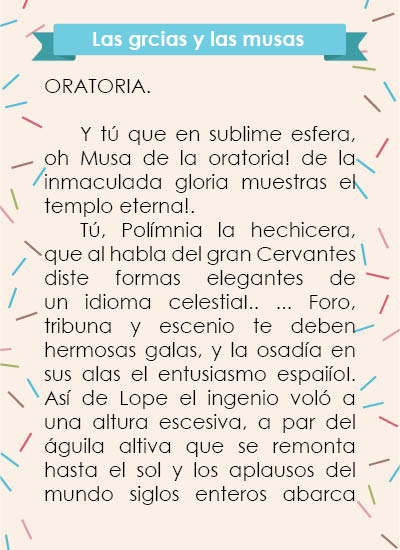 Las grcias y las musas
ORATORIA.
Y tú que en sublime esfera,
oh Musa de la oratoria! de la
inmaculada gloria muestras el
templo eterna!.
Tú, Polímnia la hechicera,
que al habla del gran Cervantes
diste formas elegantes de
un idioma celestial.. ... Foro,
tribuna y escenio te deben
hermosas galas, y la osadía en
sus alas el entusiasmo espaiíol.
Así de Lope el ingenio voló a
una altura escesiva, a par del
águila altiva que se remonta
hasta el sol y los aplausos del
mundo siglos enteros abarca